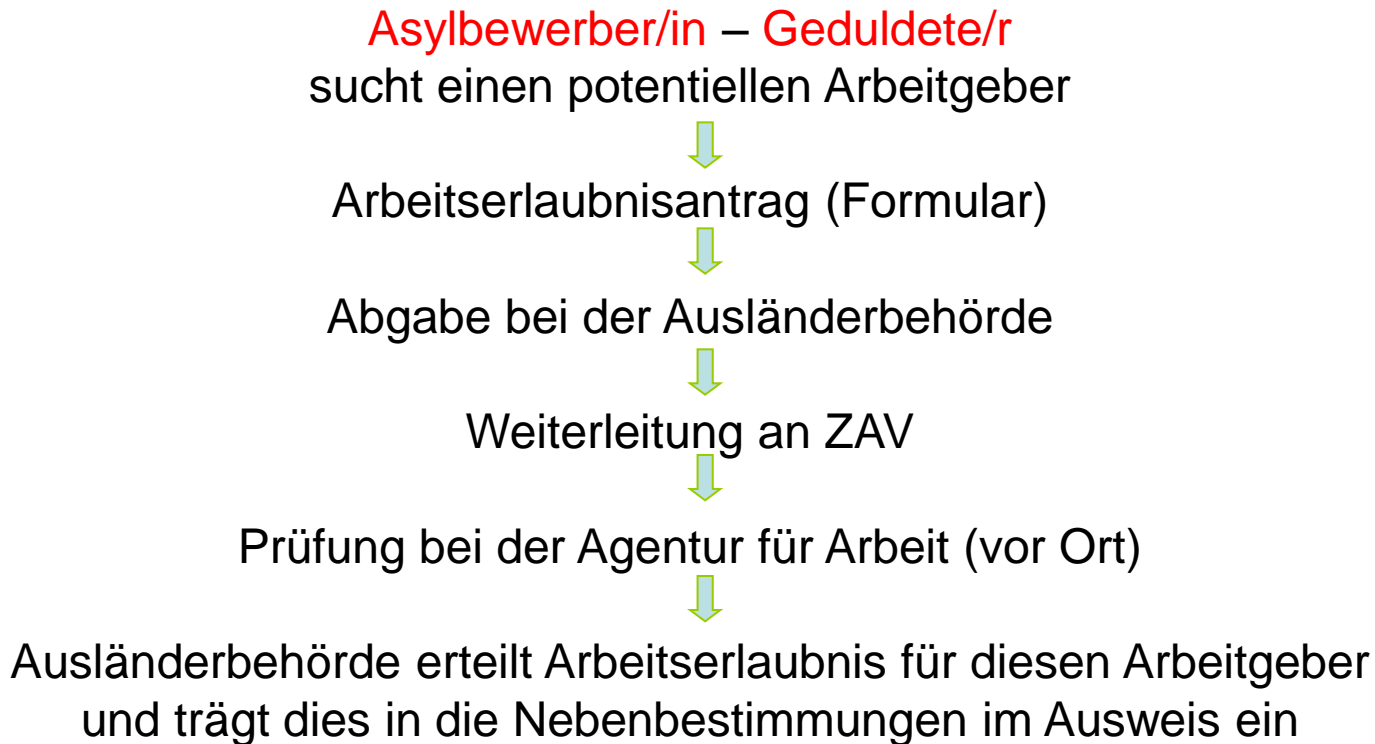 Asylbewerber/in – Geduldete/r
sucht einen potentiellen Arbeitgeber
Arbeitserlaubnisantrag (Formular)
Abgabe bei der Ausländerbehörde
Weiterleitung an ZAV
Prüfung bei der Agentur für Arbeit (vor Ort)
Ausländerbehörde erteilt Arbeitserlaubnis für diesen Arbeitgeber
und trägt dies in die Nebenbestimmungen im Ausweis ein